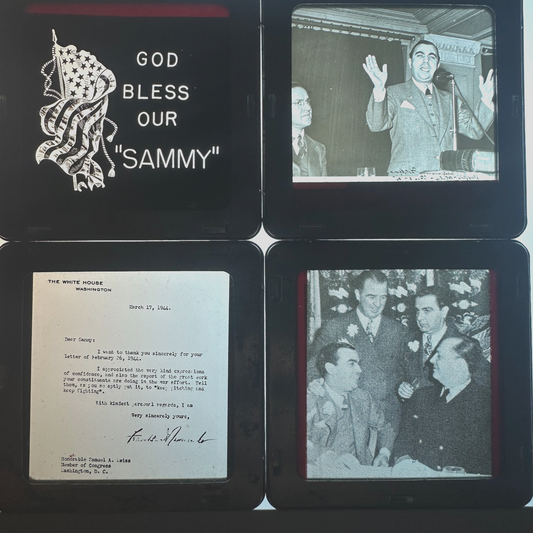 GOD
BLESS
OUR
"SAMMY"
THE WHITE HOUSE
WASHINGTON
March 17, 1944.
Dear Sammy:
I want to thank you sincerely for your
letter of February 26, 1944.
I appreciated the very kind expressions
of confidence, and also the report of the great work
your constituents are doing in the war effort. Tell
them, as you so aptly put it, to "keep pitching and
keep fighting".
With kindest personal regards, I am
Very sincerely yours,
Honorable Samuel A. Weiss
Member of Congress
Washington, D. C.